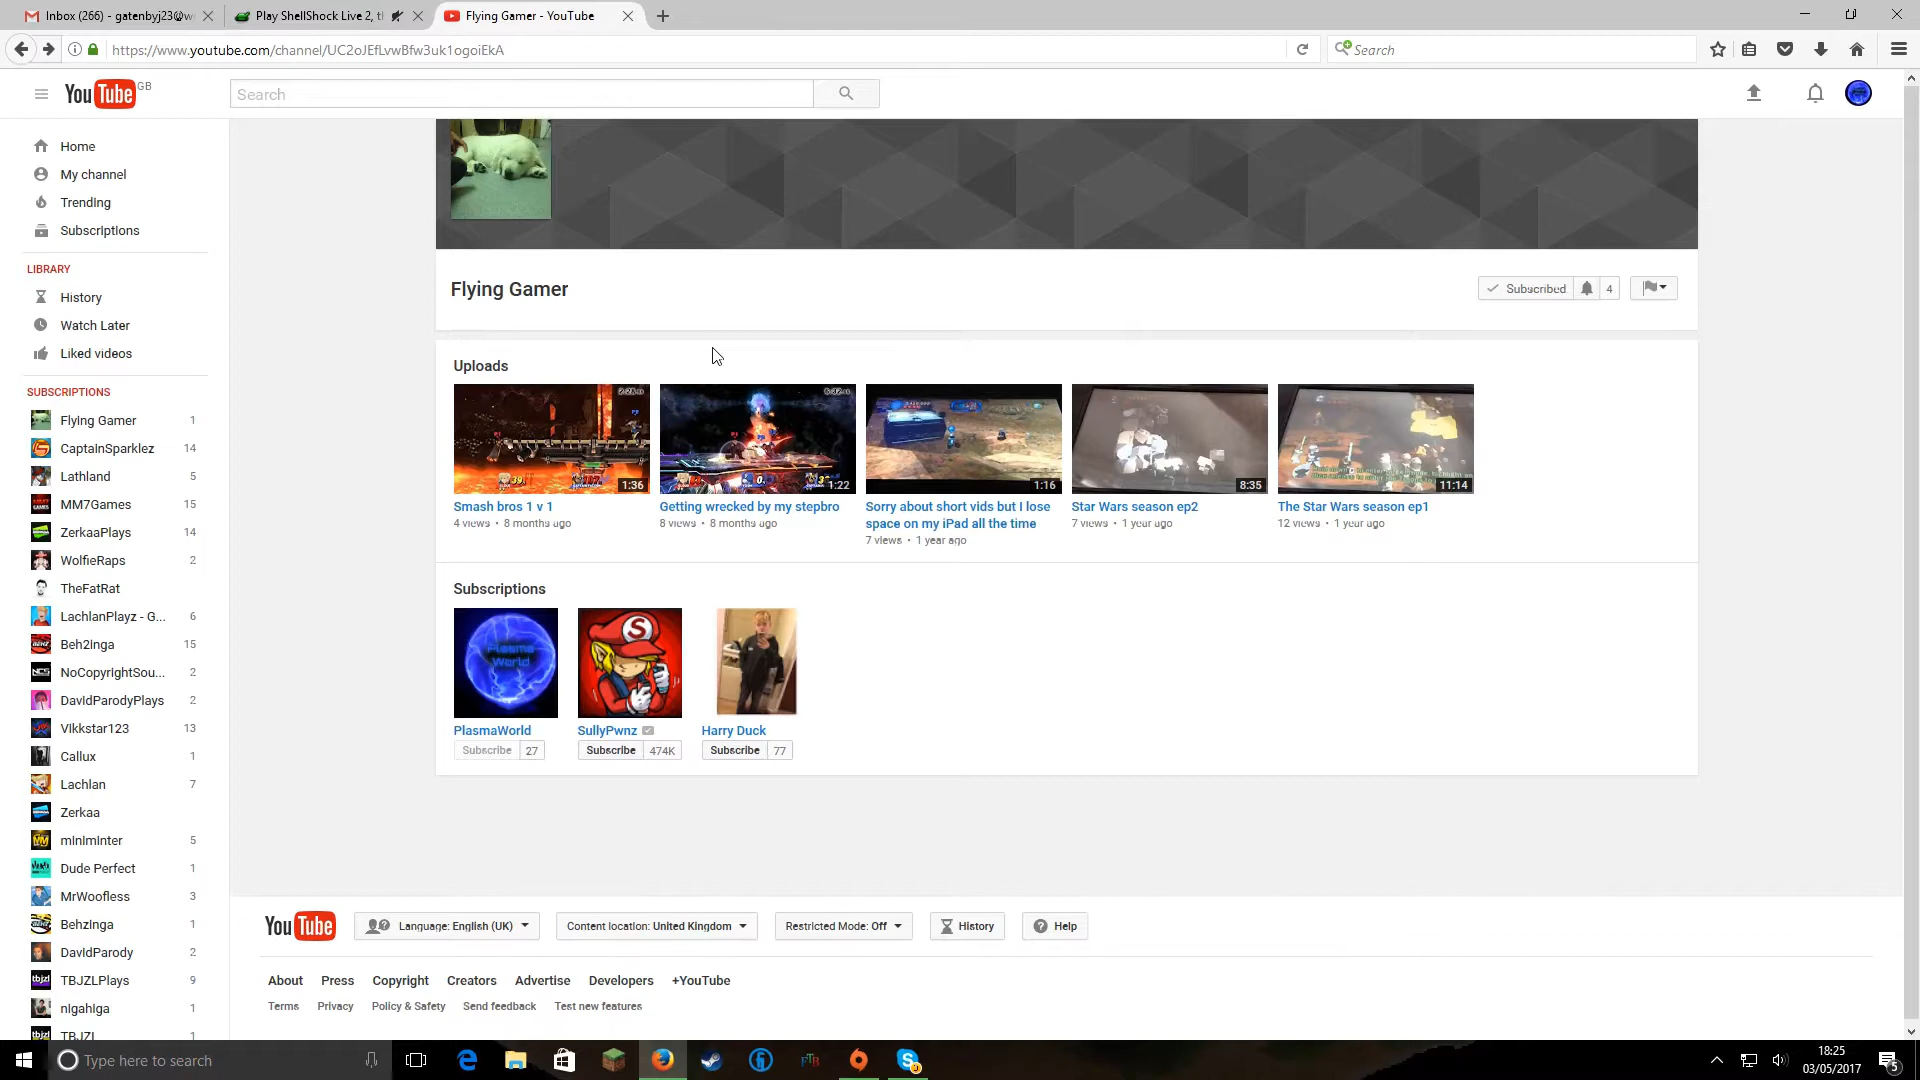 Inbox (266) - gatenbyj23@w
Play ShellShock Live 2, t
Flying Gamer - YouTube
https://www.youtube.com/channel/UC2oJEfLvwBfw3uk1ogoiEkA
Search
YouTube GB
Search
Home
My channel
Trending
Subscriptions
LIBRARY
History
Watch Later
Liked videos
SUBSCRIPTIONS
Flying Gamer 1
CaptainSparklez 14
Lathland 5
MM7Games 15
ZerkaaPlays 14
WolfieRaps 2
TheFatRat
LachlanPlayz - G... 6
Beh2inga 15
NoCopyrightSou... 2
DavidParodyPlays 2
Vikkstar123 13
Callux 1
Lachlan 7
Zerkaa
miniminter 5
Dude Perfect 1
MrWoofless 3
Behzinga 1
DavidParody 2
TBJZLPlays 9
nigahiga 1
TBJZL 1
Flying Gamer
Subscribed 4
Uploads
1:36
1:22
1:16
8:35
11:14
Smash bros 1 v 1
4 views • 8 months ago
Getting wrecked by my stepbro
8 views • 8 months ago
Sorry about short vids but I lose
space on my iPad all the time
7 views • 1 year ago
Star Wars season ep2
7 views • 1 year ago
The Star Wars season ep1
12 views • 1 year ago
Subscriptions
Plasma
World
S
PlasmaWorld
Subscribe 27
SullyPwnz
Subscribe 474K
Harry Duck
Subscribe 77
YouTube
Language: English (UK)
Content location: United Kingdom
Restricted Mode: Off
History
Help
About Press Copyright Creators Advertise Developers +YouTube
Terms Privacy Policy & Safety Send feedback Test new features
Type here to search
FTB
18:25
03/05/2017
5